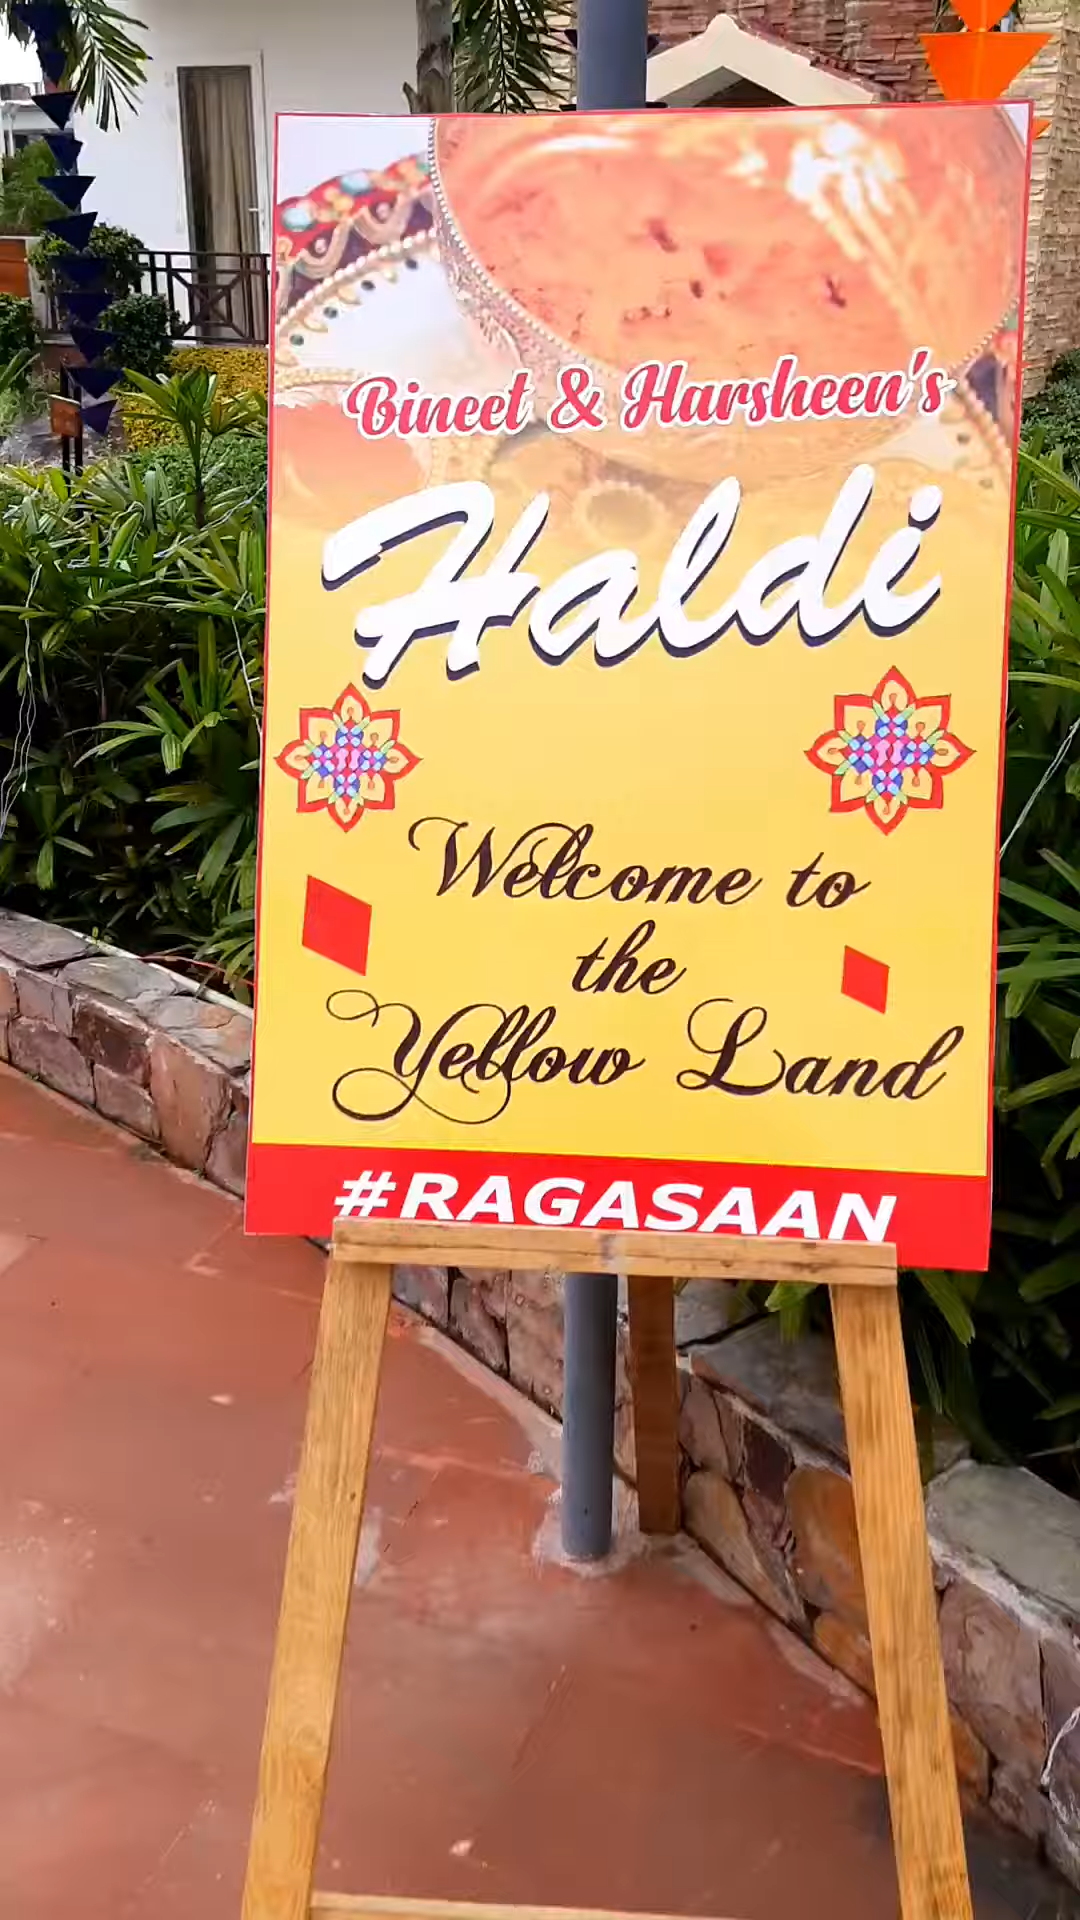 Bineet & Harsheen's
Haldi
Welcome to
the
Yellow Land
#RAGASAAN